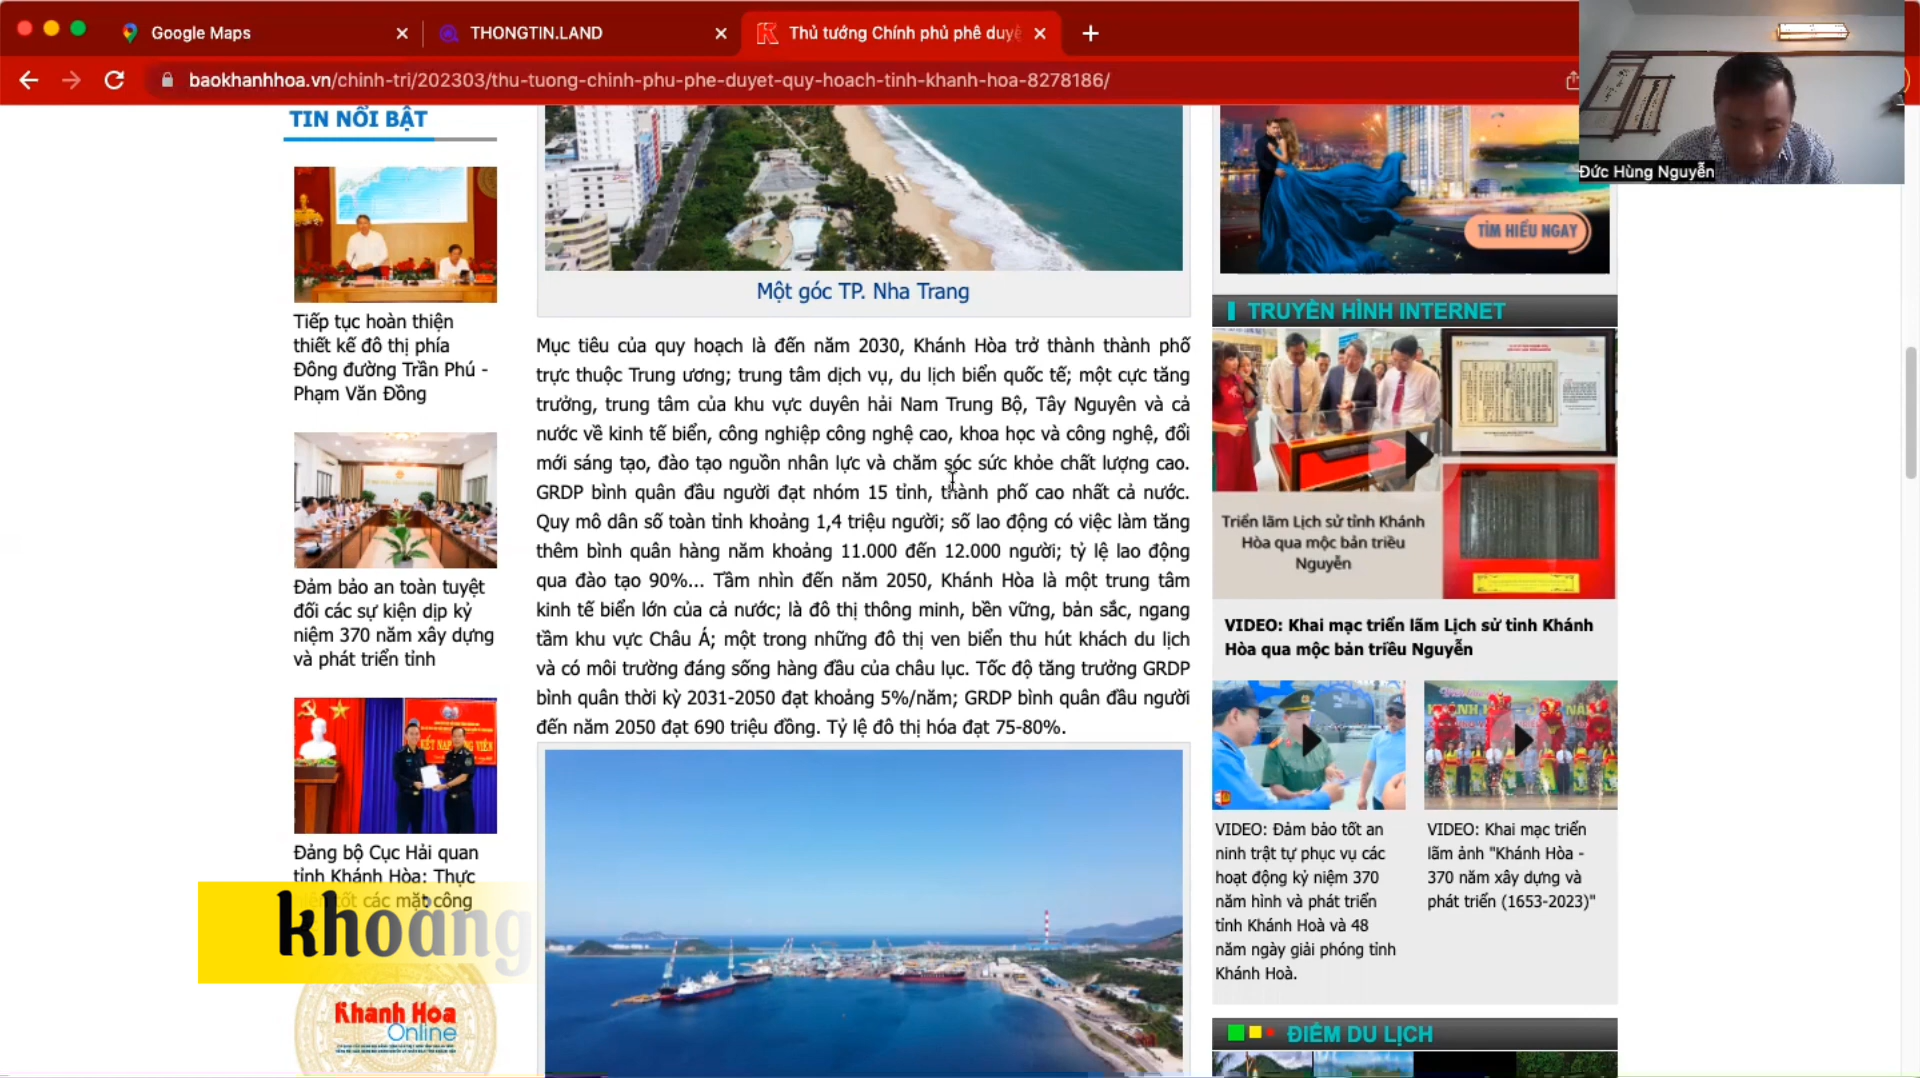 Google Maps
THONGTIN.LAND
Thủ tướng Chính phủ phê duyệ
baokhanhhoa.vn/chinh-tri/202303/thu-tuong-chinh-phu-phe-duyet-quy-hoach-tinh-khanh-hoa-8278186/
Đức Hùng Nguyễn
TIN NỔI BẬT
Tiếp tục hoàn thiện
thiết kế đô thị phía
Đông đường Trần Phú -
Phạm Văn Đồng
Đảm bảo an toàn tuyệt
đối các sự kiện dịp kỷ
niệm 370 năm xây dựng
và phát triển tỉnh
KẾT NẠP ĐẢNG VIÊN
Đảng bộ Cục Hải quan
tỉnh Khánh Hòa: Thực
hiện tốt các mặt công
khoảng
Khanh Hoa
Online
Một góc TP. Nha Trang
Mục tiêu của quy hoạch là đến năm 2030, Khánh Hòa trở thành thành phố
trực thuộc Trung ương; trung tâm dịch vụ, du lịch biển quốc tế; một cực tăng
trưởng, trung tâm của khu vực duyên hải Nam Trung Bộ, Tây Nguyên và cả
nước về kinh tế biển, công nghiệp công nghệ cao, khoa học và công nghệ, đổi
mới sáng tạo, đào tạo nguồn nhân lực và chăm sóc sức khỏe chất lượng cao.
GRDP bình quân đầu người đạt nhóm 15 tỉnh, thành phố cao nhất cả nước.
Quy mô dân số toàn tỉnh khoảng 1,4 triệu người; số lao động có việc làm tăng
thêm bình quân hàng năm khoảng 11.000 đến 12.000 người; tỷ lệ lao động
qua đào tạo 90%... Tầm nhìn đến năm 2050, Khánh Hòa là một trung tâm
kinh tế biển lớn của cả nước; là đô thị thông minh, bền vững, bản sắc, ngang
tầm khu vực Châu Á; một trong những đô thị ven biển thu hút khách du lịch
và có môi trường đáng sống hàng đầu của châu lục. Tốc độ tăng trưởng GRDP
bình quân thời kỳ 2031-2050 đạt khoảng 5%/năm; GRDP bình quân đầu người
đến năm 2050 đạt 690 triệu đồng. Tỷ lệ đô thị hóa đạt 75-80%.
TÌM HIỂU NGAY
TRUYỀN HÌNH INTERNET
Triển lãm Lịch sử tỉnh Khánh
Hòa qua mộc bản triều
Nguyễn
VIDEO: Khai mạc triển lãm Lịch sử tỉnh Khánh
Hòa qua mộc bản triều Nguyễn
VIDEO: Đảm bảo tốt an
ninh trật tự phục vụ các
hoạt động kỷ niệm 370
năm hình và phát triển
tỉnh Khánh Hoà và 48
năm ngày giải phóng tỉnh
Khánh Hoà.
VIDEO: Khai mạc triển
lãm ảnh "Khánh Hòa -
370 năm xây dựng và
phát triển (1653-2023)"
ĐIỂM DU LỊCH